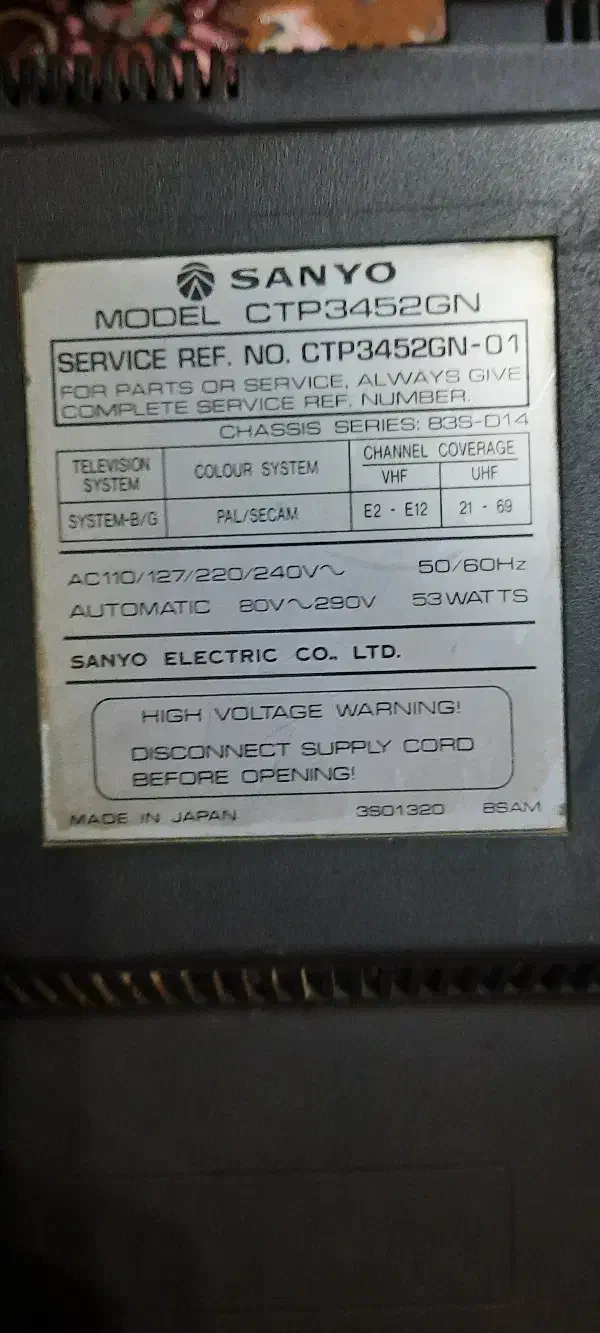 SANYO
MODEL CTP3452GN
SERVICE REF. NO. CTP3452GN-01
FOR PARTS OR SERVICE, ALWAYS GIVE
COMPLETE SERVICE REF. NUMBER.
CHASSIS SERIES: 83S-D14
TELEVISION SYSTEM COLOUR SYSTEM CHANNEL COVERAGE
VHF UHF
SYSTEM-B/G PAL/SECAM E2 - E12 21 - 69
AC110/127/220/240V~ 50/60Hz
AUTOMATIC 80V~290V 53WATTS
SANYO ELECTRIC CO., LTD.
HIGH VOLTAGE WARNING!
DISCONNECT SUPPLY CORD
BEFORE OPENING!
MADE IN JAPAN 3S01320 BSAM